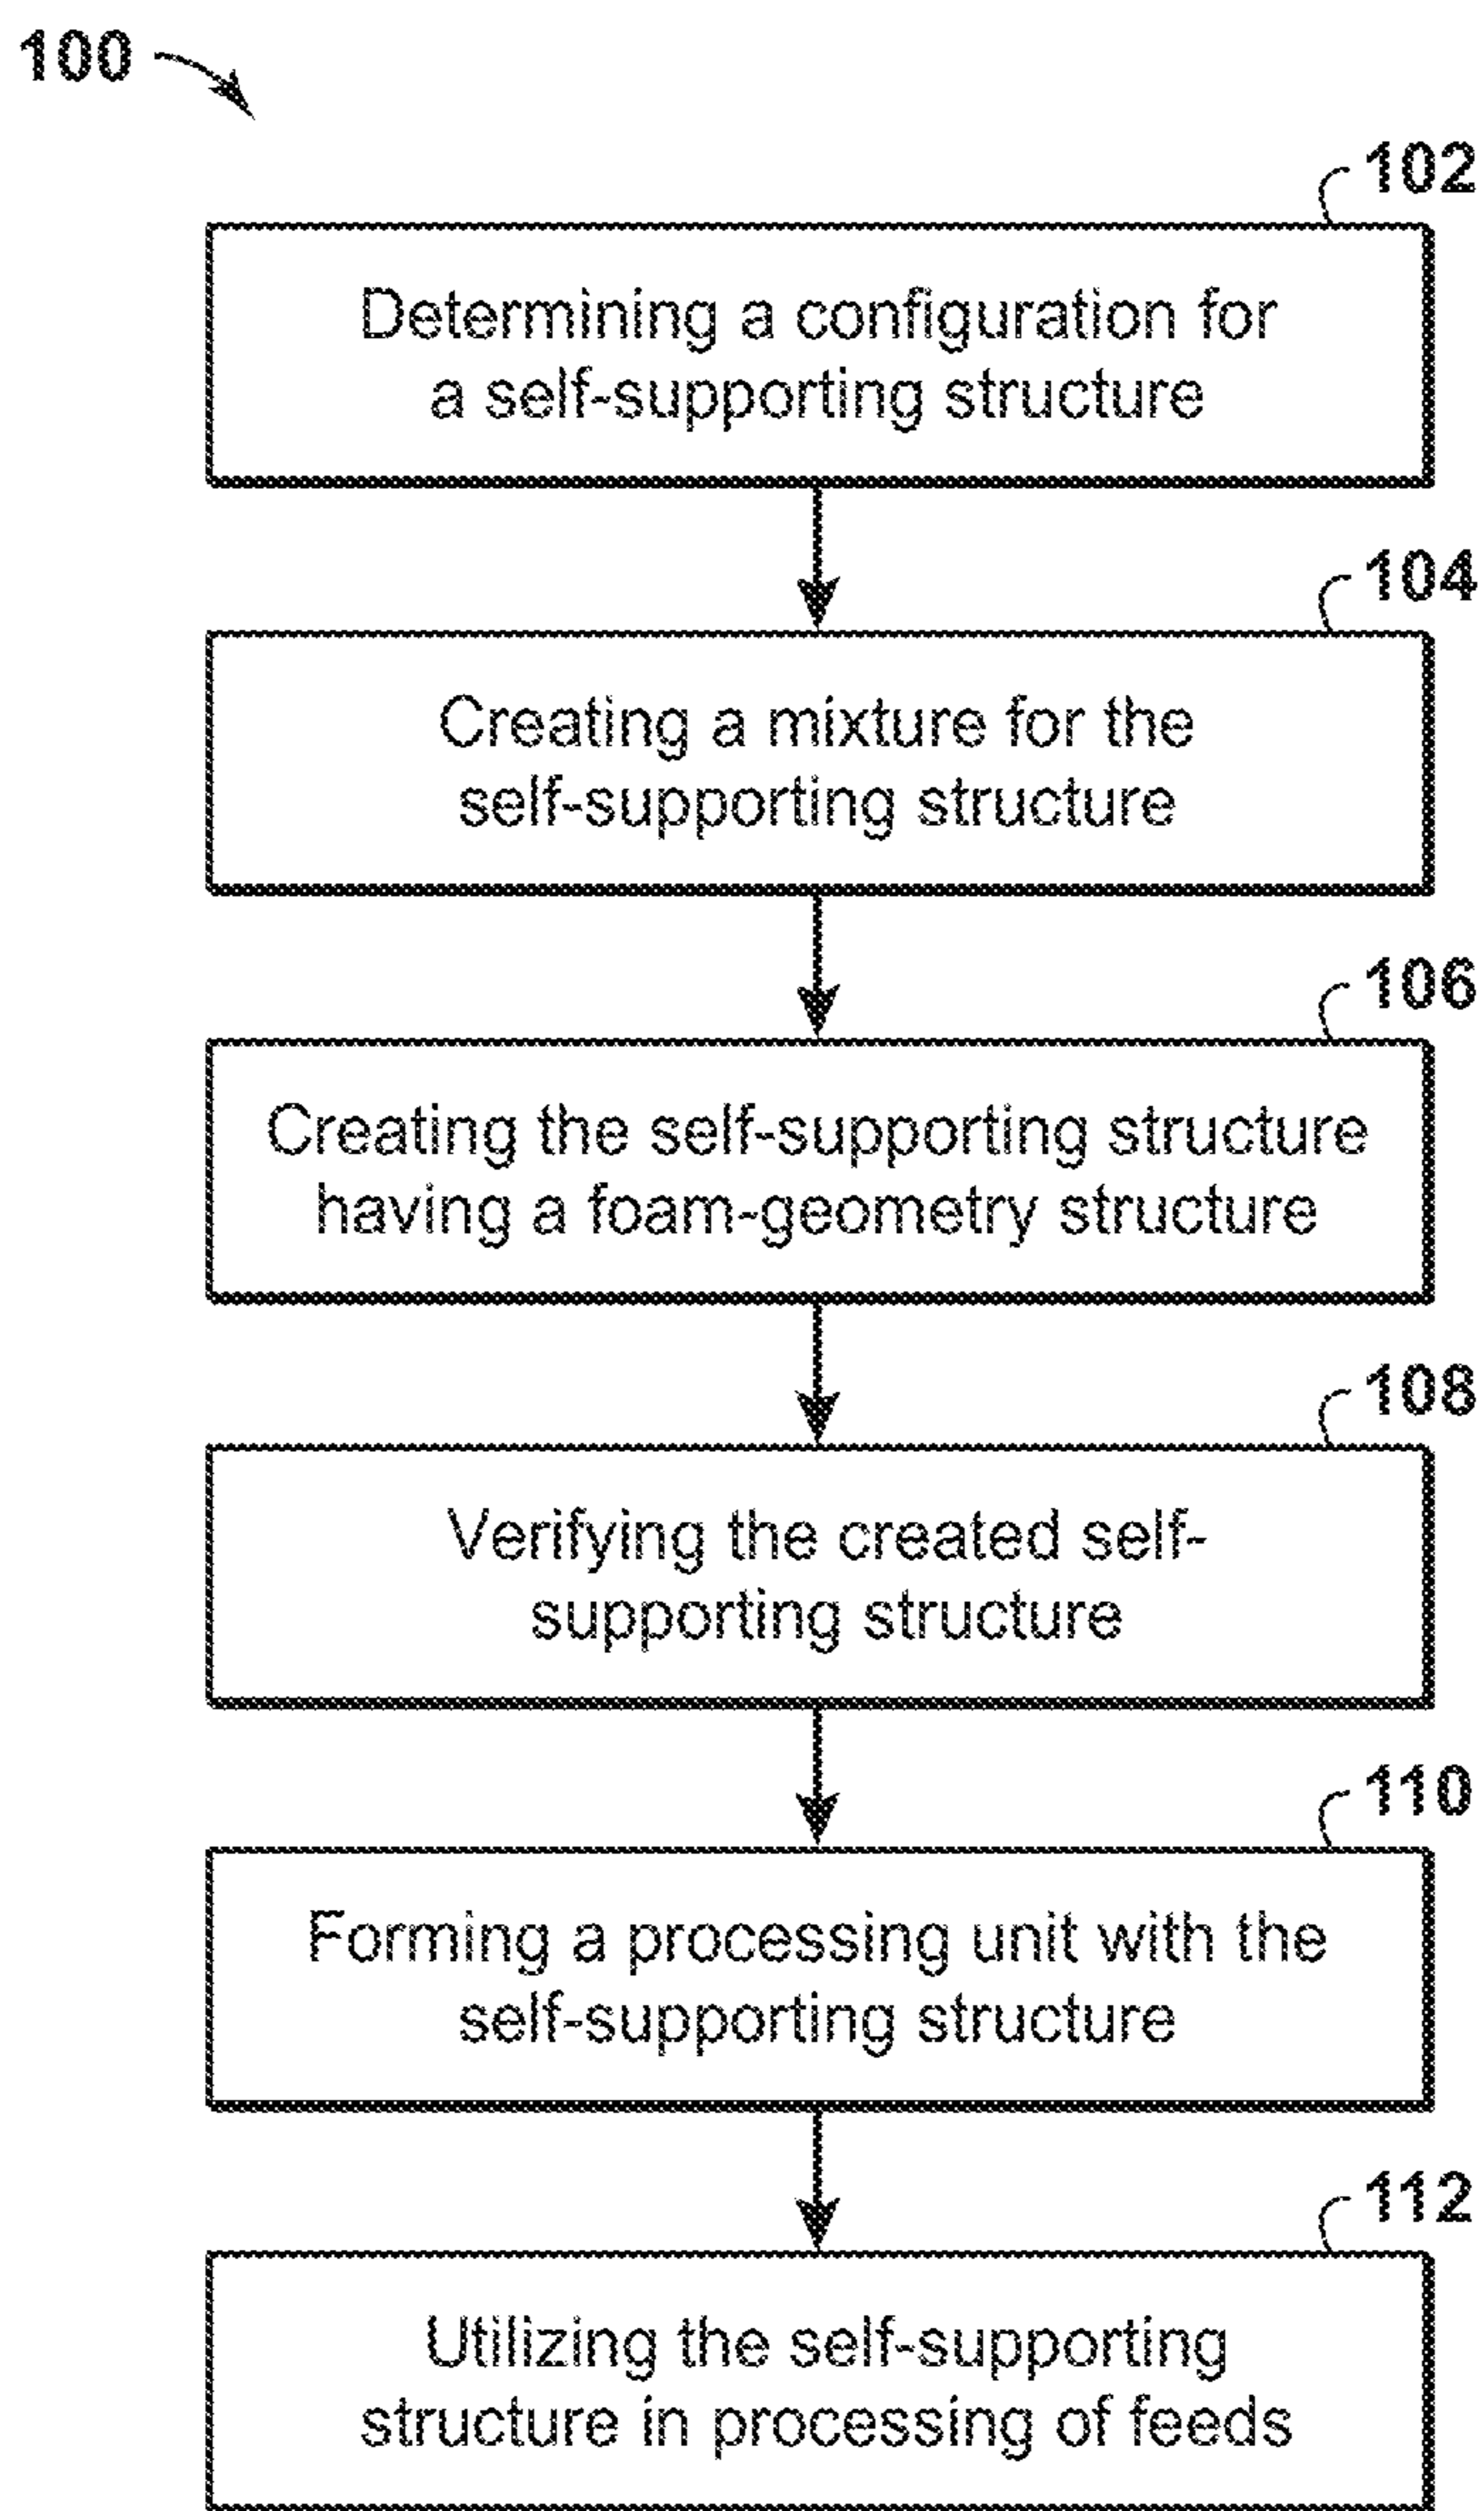 100
102
Determining a configuration for
a self-supporting structure
104
Creating a mixture for the
self-supporting structure
106
Creating the self-supporting structure
having a foam-geometry structure
108
Verifying the created self-
supporting structure
110
Forming a processing unit with the
self-supporting structure
112
Utilizing the self-supporting
structure in processing of feeds